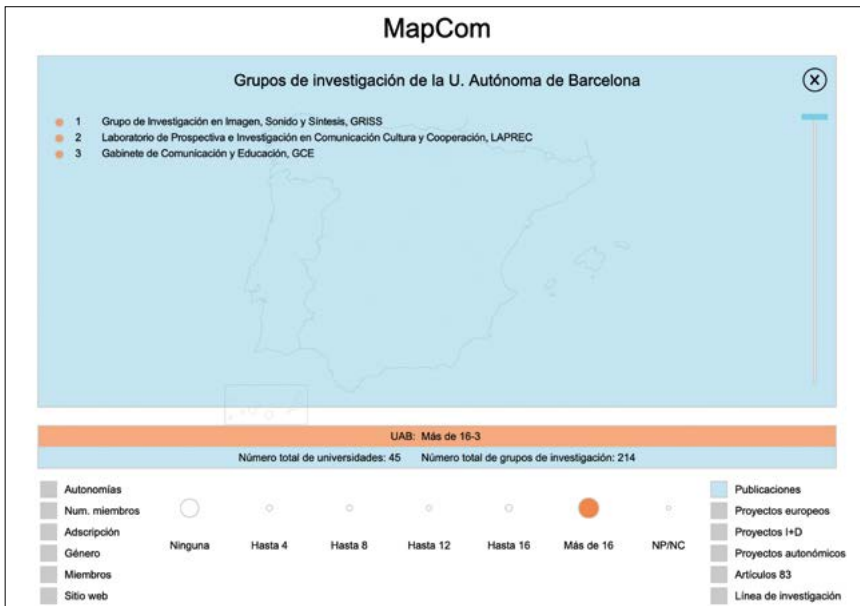 MapCom
Grupos de investigación de la U. Autónoma de Barcelona
X
1 Grupo de Investigación en Imagen, Sonido y Síntesis, GRISS
2 Laboratorio de Prospectiva e Investigación en Comunicación Cultura y Cooperación, LAPREC
3 Gabinete de Comunicación y Educación, GCE
UAB: Más de 16-3
Número total de universidades: 45 Número total de grupos de investigación: 214
Autonomías
Num. miembros
Adscripción
Género
Miembros
Sitio web
Ninguna Hasta 4 Hasta 8 Hasta 12 Hasta 16 Más de 16 NP/NC
Publicaciones
Proyectos europeos
Proyectos I+D
Proyectos autonómicos
Artículos 83
Línea de investigación